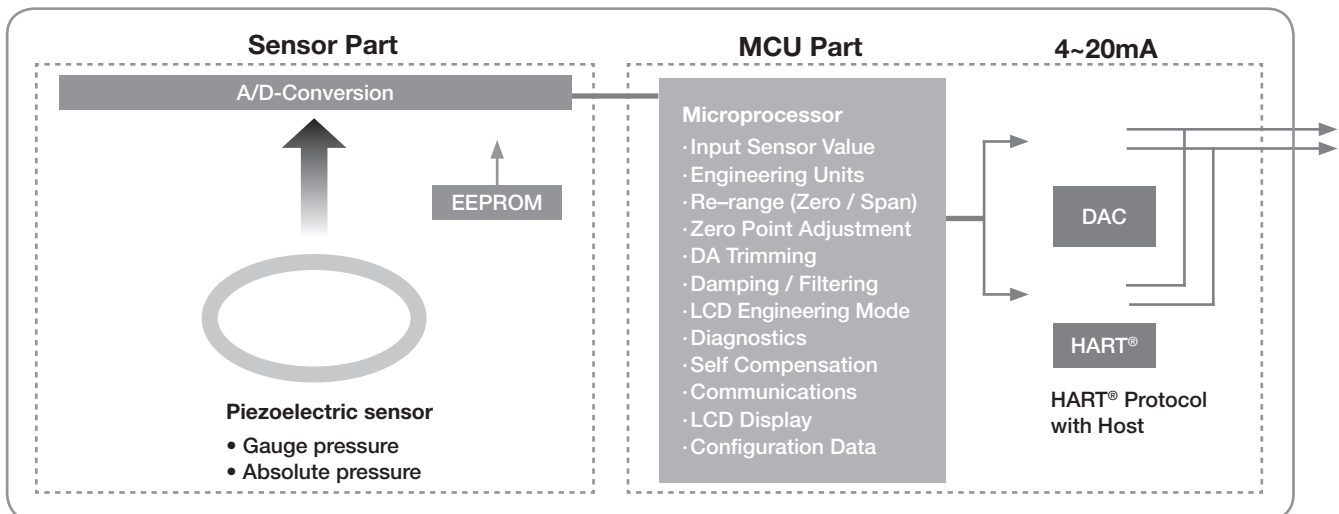 Sensor Part
A/D-Conversion
EEPROM
Piezoelectric sensor
• Gauge pressure
• Absolute pressure
MCU Part
4~20mA
Microprocessor
·Input Sensor Value
·Engineering Units
·Re–range (Zero / Span)
·Zero Point Adjustment
·DA Trimming
·Damping / Filtering
·LCD Engineering Mode
·Diagnostics
·Self Compensation
·Communications
·LCD Display
·Configuration Data
DAC
HART®
HART® Protocol
with Host